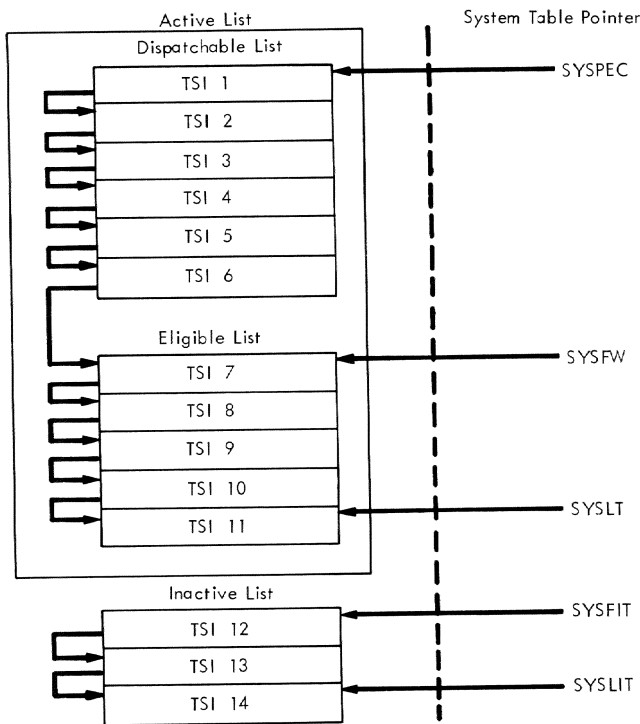 Active List
System Table Pointer
Dispatchable List
TSI 1
SYSPEC
TSI 2
TSI 3
TSI 4
TSI 5
TSI 6
Eligible List
TSI 7
SYSFW
TSI 8
TSI 9
TSI 10
TSI 11
SYSLT
Inactive List
TSI 12
SYSFIT
TSI 13
TSI 14
SYSLIT